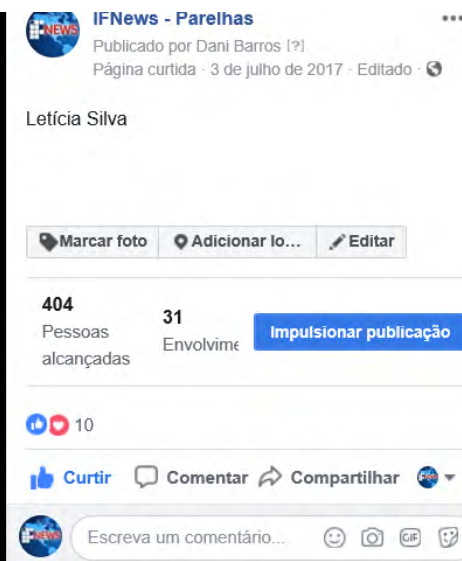 IFNews - Parelhas
Publicado por Dani Barros [?]
Página curtida · 3 de julho de 2017 · Editado ·
Letícia Silva
Marcar foto Adicionar lo... Editar
404
Pessoas
alcançadas
31
Envolvime
Impulsionar publicação
10
Curtir Comentar Compartilhar
Escreva um comentário... GIF